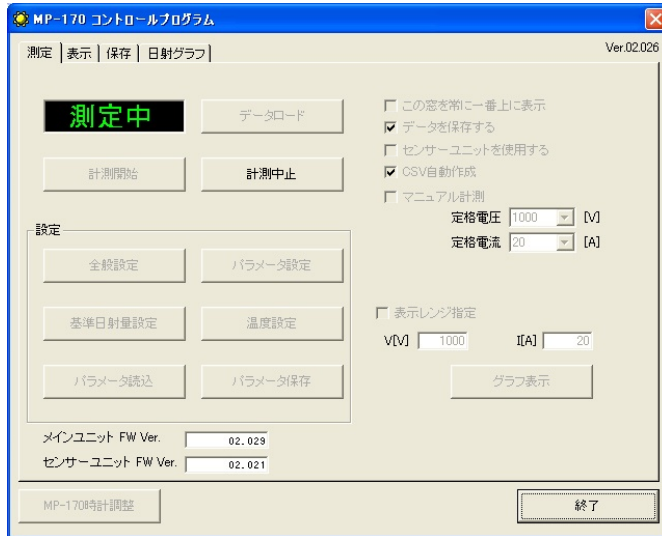 MP-170 コントロールプログラム
測定 表示 保存 日射グラフ
Ver.02.026
測定中
データロード
計測開始
計測中止
この窓を常に一番上に表示
データを保存する
センサーユニットを使用する
CSV自動作成
マニュアル計測
定格電圧 1000 [V]
定格電流 20 [A]
設定
全般設定
パラメータ設定
基準日射量設定
温度設定
パラメータ読込
パラメータ保存
表示レンジ指定
V[V] 1000 I[A] 20
グラフ表示
メインユニット FW Ver. 02.029
センサーユニット FW Ver. 02.021
MP-170時計調整
終了